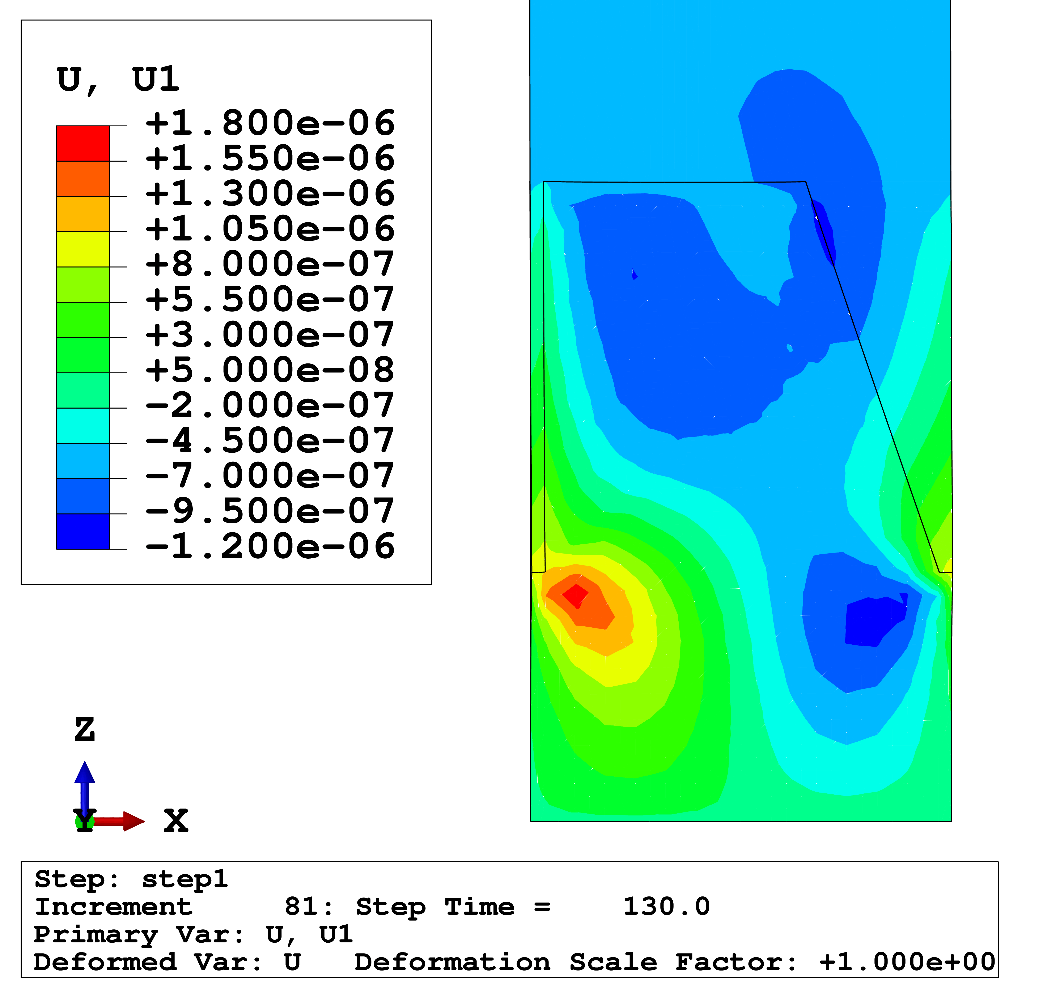 U, U1
+1.800e-06
+1.550e-06
+1.300e-06
+1.050e-06
+8.000e-07
+5.500e-07
+3.000e-07
+5.000e-08
-2.000e-07
-4.500e-07
-7.000e-07
-9.500e-07
-1.200e-06
Z
Y X
Step: step1
Increment 81: Step Time = 130.0
Primary Var: U, U1
Deformed Var: U Deformation Scale Factor: +1.000e+00